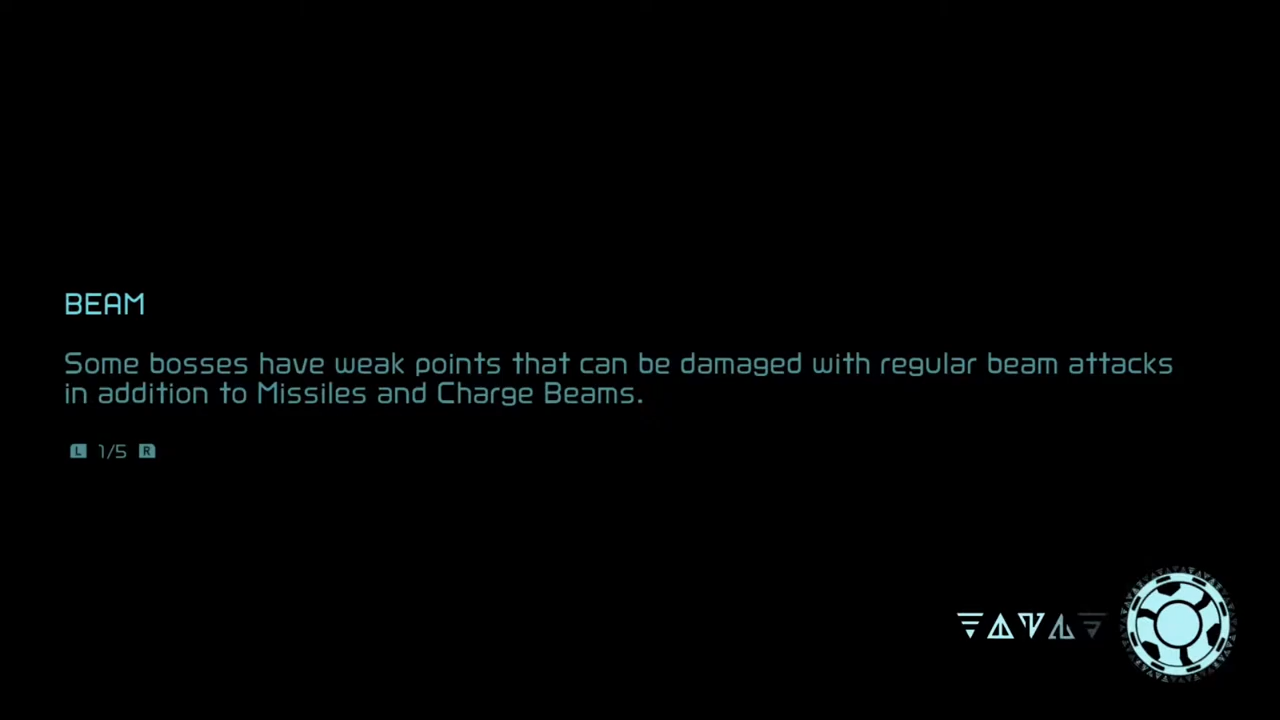 BEAM
Some bosses have weak points that can be damaged with regular beam attacks
in addition to Missiles and Charge Beams.
L 1/5 R